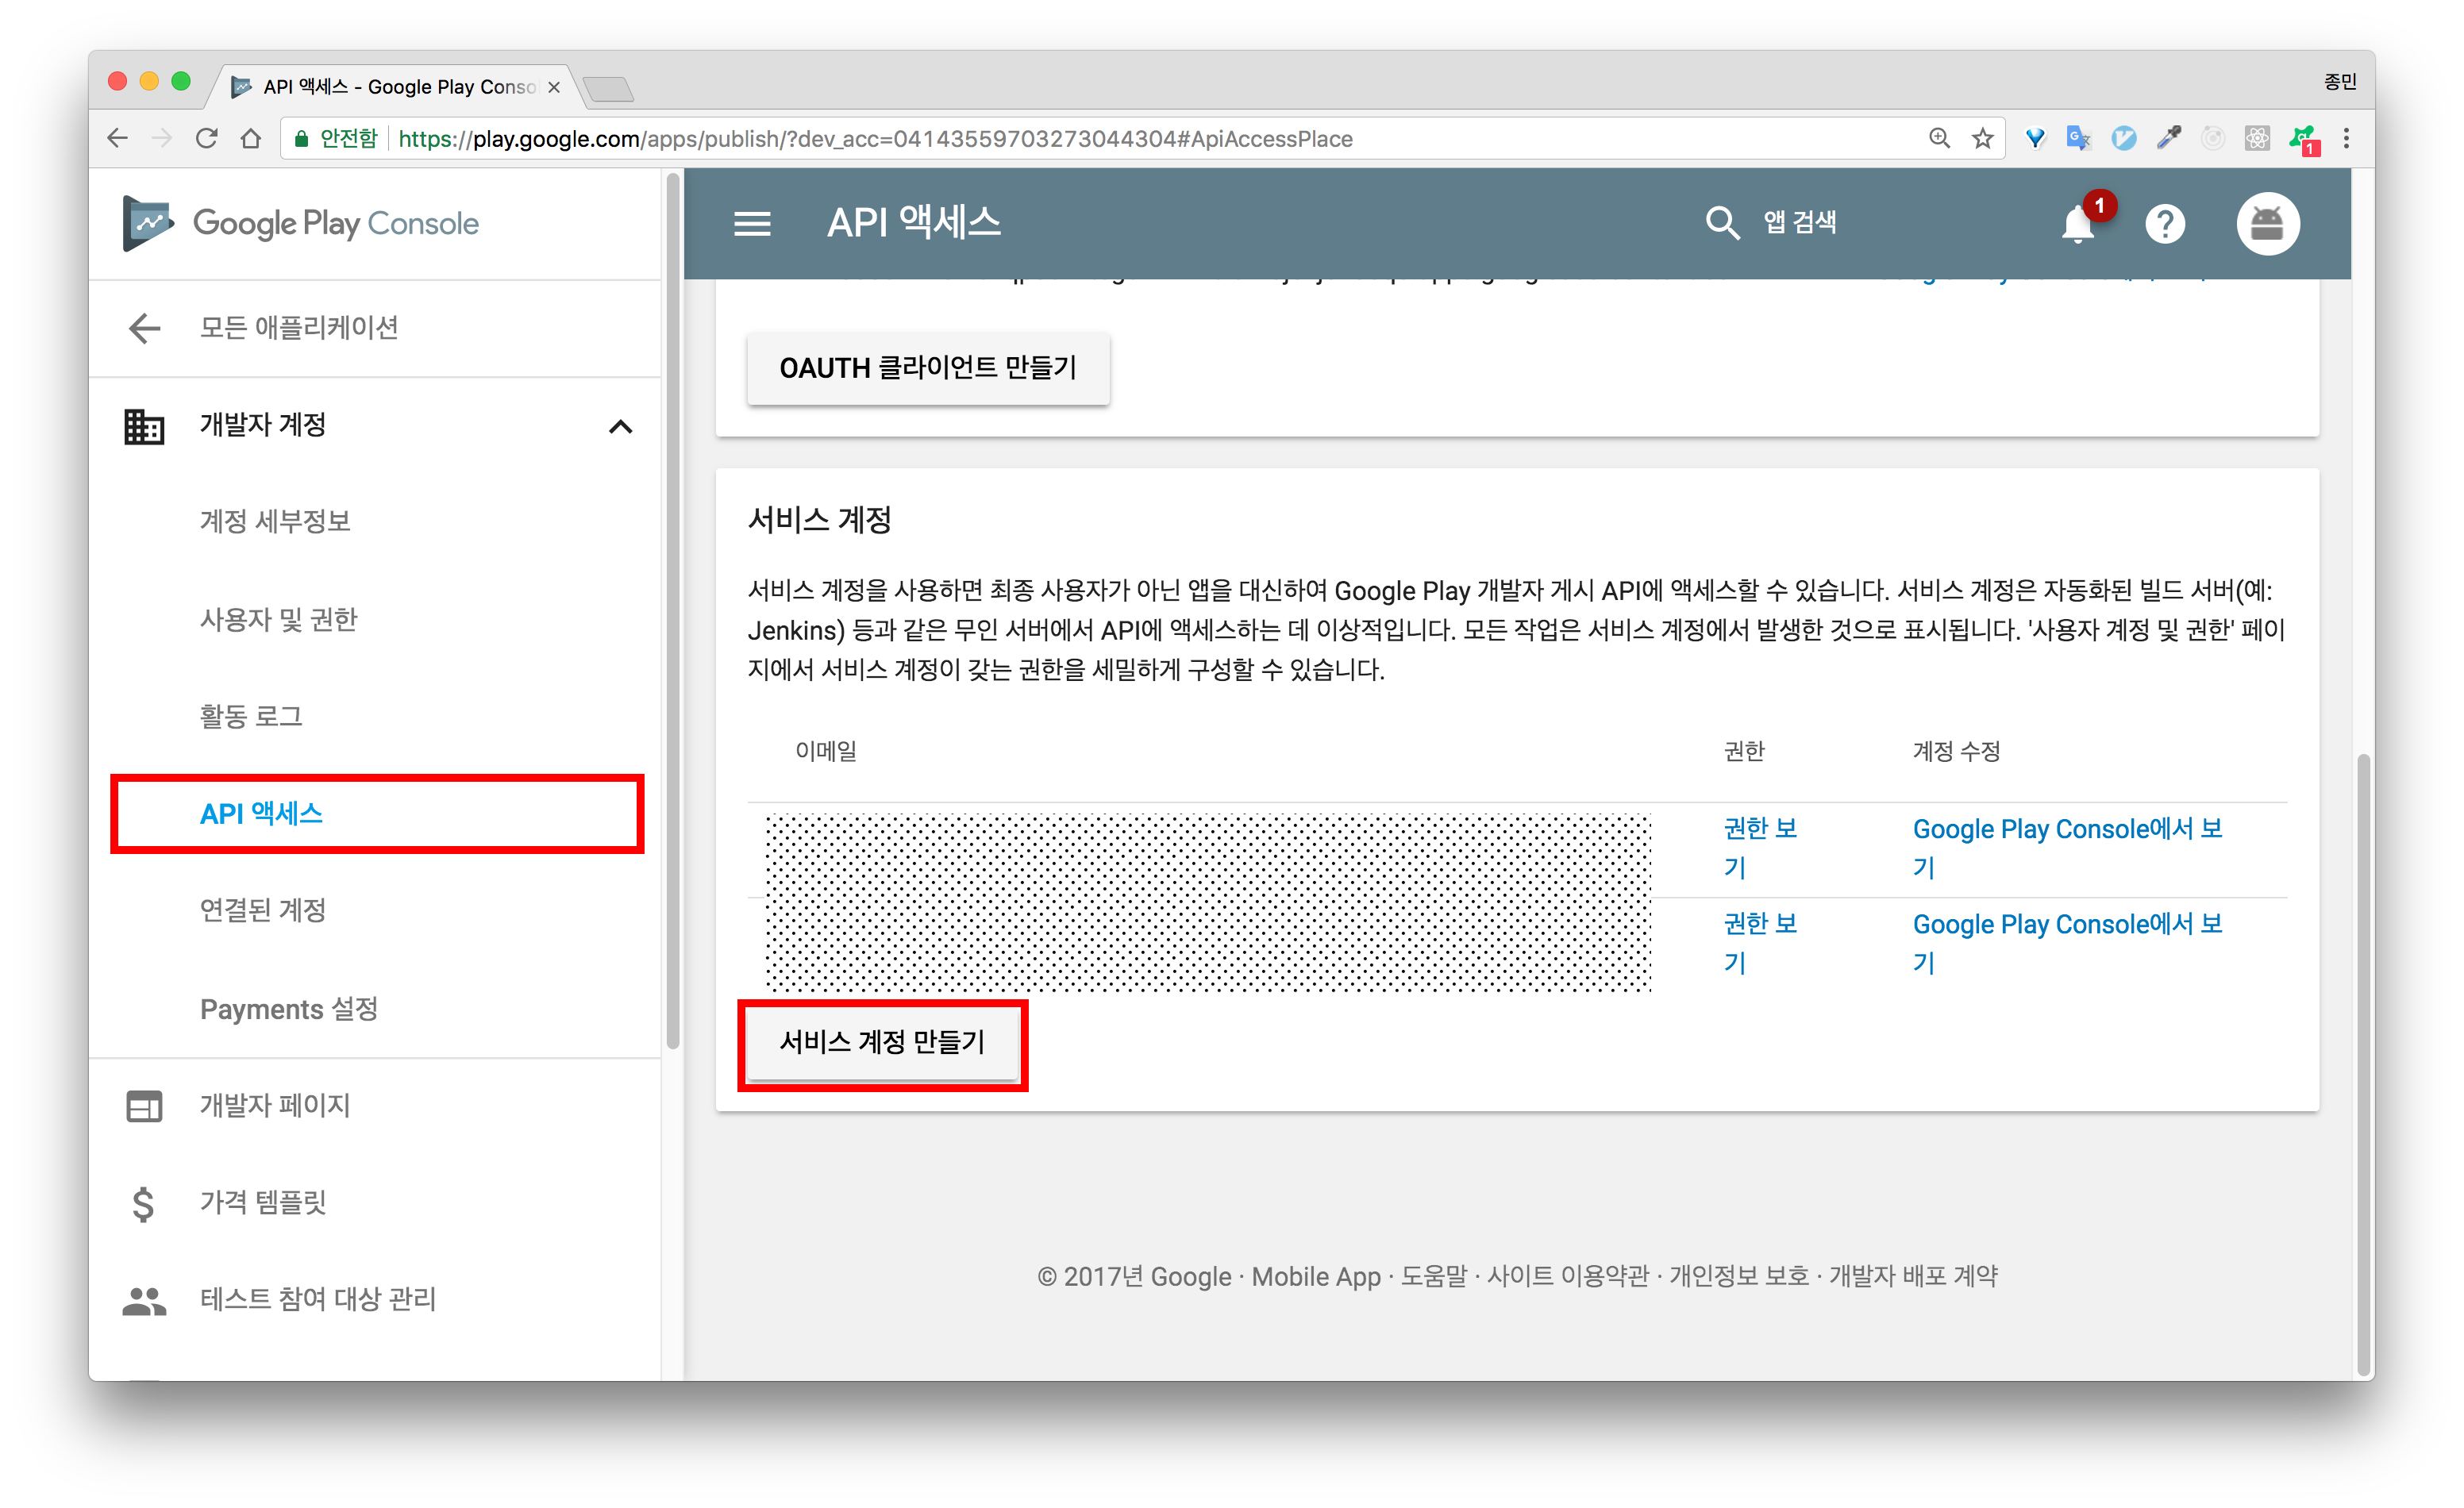 API 액세스 - Google Play Conso
종민
안전함
https://play.google.com/apps/publish/?dev_acc=04143559703273044304#ApiAccessPlace
1
Google Play Console
API 액세스
앱 검색
1
모든 애플리케이션
개발자 계정
계정 세부정보
사용자 및 권한
활동 로그
API 액세스
연결된 계정
Payments 설정
개발자 페이지
가격 템플릿
테스트 참여 대상 관리
OAUTH 클라이언트 만들기
서비스 계정
서비스 계정을 사용하면 최종 사용자가 아닌 앱을 대신하여 Google Play 개발자 게시 API에 액세스할 수 있습니다. 서비스 계정은 자동화된 빌드 서버(예:
Jenkins) 등과 같은 무인 서버에서 API에 액세스하는 데 이상적입니다. 모든 작업은 서비스 계정에서 발생한 것으로 표시됩니다. '사용자 계정 및 권한' 페이
지에서 서비스 계정이 갖는 권한을 세밀하게 구성할 수 있습니다.
이메일
권한
계정 수정
권한 보
기
Google Play Console에서 보
기
권한 보
기
Google Play Console에서 보
기
서비스 계정 만들기
© 2017년 Google · Mobile App · 도움말 · 사이트 이용약관 · 개인정보 보호 · 개발자 배포 계약